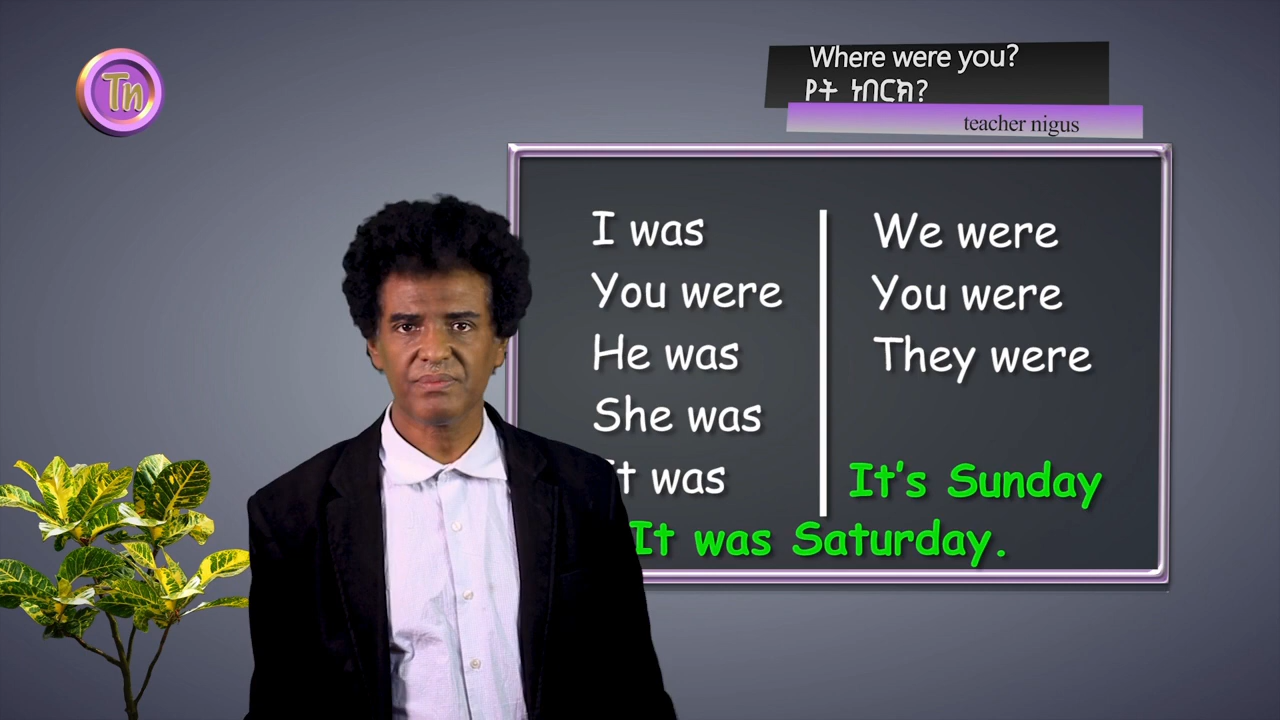 Tn
Where were you?
የት ነበርክ?
teacher nigus
I was
You were
He was
She was
It was
We were
You were
They were
It's Sunday
It was Saturday.